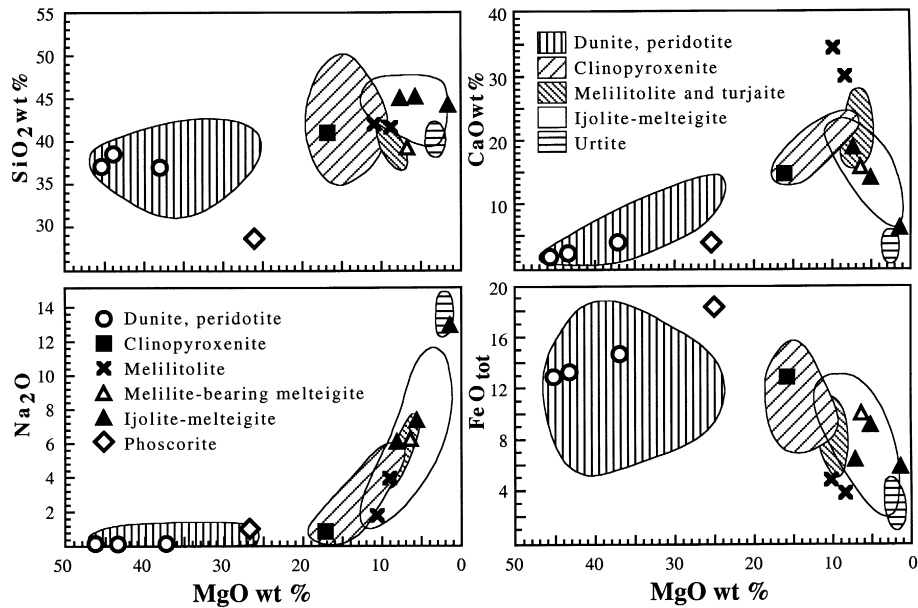 SiO2 wt %
55
50
45
40
35
30
CaO wt %
40
30
20
10
0
Dunite, peridotite
Clinopyroxenite
Melilitolite and turjaite
Ijolite-melteigite
Urtite
Na2O
14
12
10
8
6
4
2
Dunite, peridotite
Clinopyroxenite
Melilitolite
Melilite-bearing melteigite
Ijolite-melteigite
Phoscorite
FeO tot
20
16
12
8
4
50 40 30 20 10 0
MgO wt %
50 40 30 20 10 0
MgO wt %